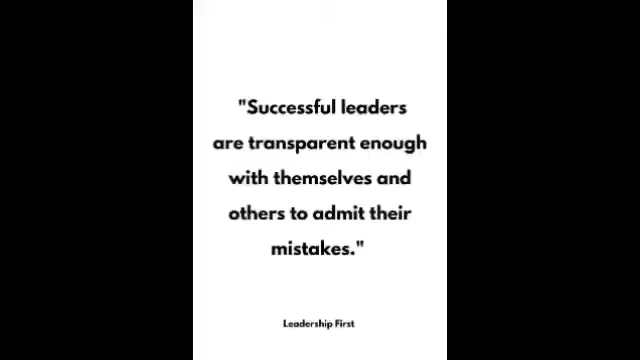 "Successful leaders
are transparent enough
with themselves and
others to admit their
mistakes."
Leadership First